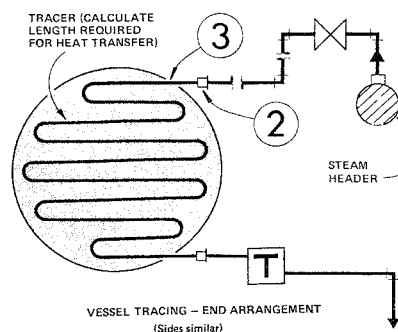 TRACER (CALCULATE
LENGTH REQUIRED
FOR HEAT TRANSFER)
3
2
STEAM
HEADER
T
VESSEL TRACING – END ARRANGEMENT
(Sides similar)